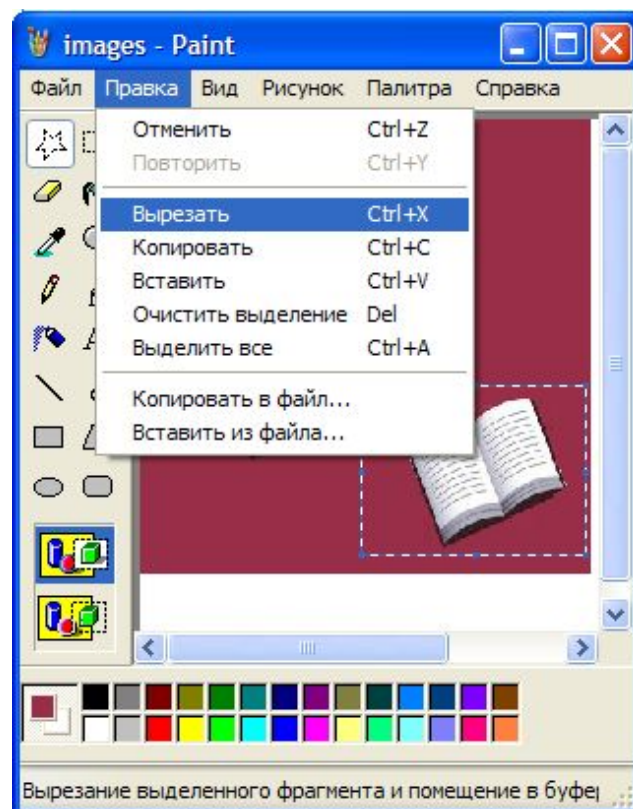 images - Paint
Файл Правка Вид Рисунок Палитра Справка
Отменить Ctrl+Z
Повторить Ctrl+Y
Вырезать Ctrl+X
Копировать Ctrl+C
Вставить Ctrl+V
Очистить выделение Del
Выделить все Ctrl+A
Копировать в файл...
Вставить из файла...
Вырезание выделенного фрагмента и помещение в